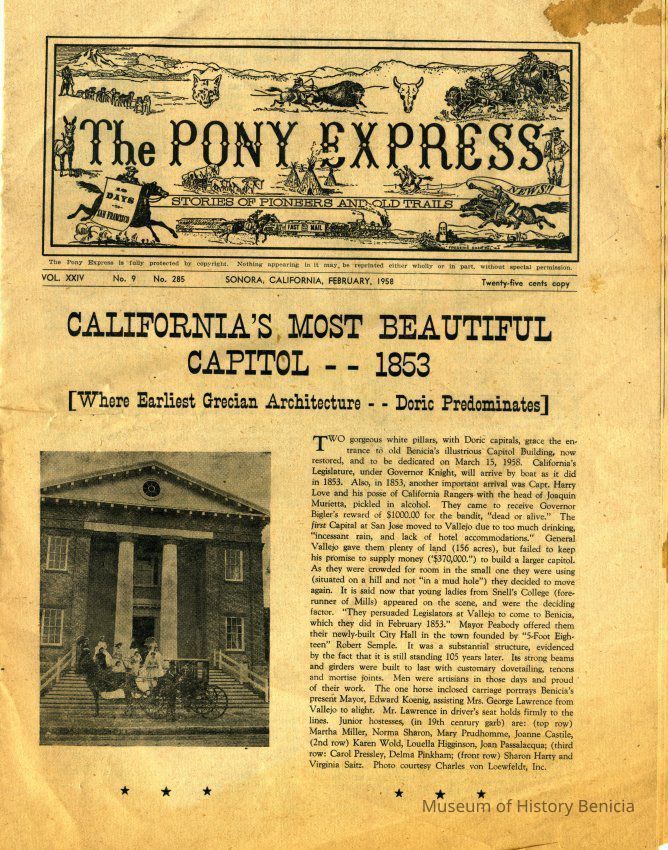 The PONY EXPRESS
10
DAYS
TO
SAN FRANCISCO
NEWS!!
STORIES OF PIONEERS AND OLD TRAILS
FAST MAIL
The Pony Express is fully protected by copyright. Nothing appearing in it may be reprinted either wholly or in part, without special permission.
VOL. XXIV No. 9 No. 285 SONORA, CALIFORNIA, FEBRUARY, 1958 Twenty-five cents copy
CALIFORNIA'S MOST BEAUTIFUL
CAPITOL - - 1853
[Where Earliest Grecian Architecture - - Doric Predominates]
TWO gorgeous white pillars, with Doric capitals, grace the en-
trance to old Benicia's illustrious Capitol Building, now
restored, and to be dedicated on March 15, 1958. California's
Legislature, under Governor Knight, will arrive by boat as it did
in 1853. Also, in 1853, another important arrival was Capt. Harry
Love and his posse of California Rangers with the head of Joaquin
Murietta, pickled in alcohol. They came to receive Governor
Bigler's reward of $1000.00 for the bandit, "dead or alive." The
first Capital at San Jose moved to Vallejo due to too much drinking,
"incessant rain, and lack of hotel accommodations." General
Vallejo gave them plenty of land (156 acres), but failed to keep
his promise to supply money ("$370,000.") to build a larger capitol.
As they were crowded for room in the small one they were using
(situated on a hill and not "in a mud hole") they decided to move
again. It is said now that young ladies from Snell's College (fore-
runner of Mills) appeared on the scene, and were the deciding
factor. "They persuaded Legislators at Vallejo to come to Benicia,
which they did in February 1853." Mayor Peabody offered them
their newly-built City Hall in the town founded by "5-Foot Eigh-
teen" Robert Semple. It was a substantial structure, evidenced
by the fact that it is still standing 105 years later. Its strong beams
and girders were built to last with customary dovetailing, tenons
and mortise joints. Men were artisians in those days and proud
of their work. The one horse inclosed carriage portrays Benicia's
present Mayor, Edward Koenig, assisting Mrs. George Lawrence from
Vallejo to alight. Mr. Lawrence in driver's seat holds firmly to the
lines. Junior hostesses, (in 19th century garb) are: (top row)
Martha Miller, Norma Sharon, Mary Prudhomme, Joanne Castile,
(2nd row) Karen Wold, Louella Higginson, Joan Passalacqua; (third
row: Carol Pressley, Delma Pinkham; (front row) Sharon Harty and
Virginia Saitz. Photo courtesy Charles von Loewfeldt, Inc.
Museum of History Benicia